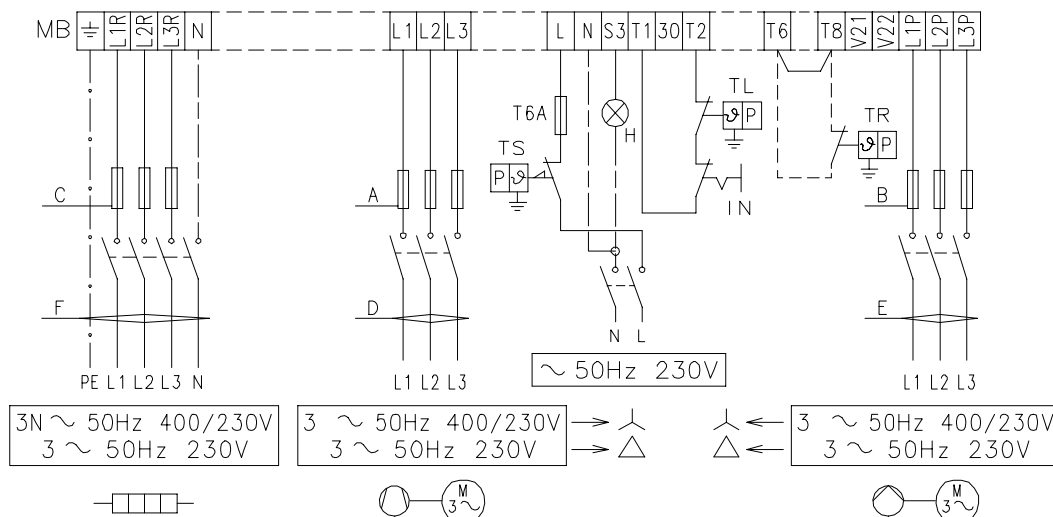 MB ⏚ L1R L2R L3R N L1 L2 L3 L N S3 T1 30 T2 T6 T8 V21 V22 L1P L2P L3P
TL
T6A
ϑ P
H
TR
TS
ϑ P
P ϑ
C
A
IN
B
F
D
E
N L
PE L1 L2 L3 N
L1 L2 L3
L1 L2 L3
~ 50Hz 230V
3N ~ 50Hz 400/230V
3 ~ 50Hz 230V
3 ~ 50Hz 400/230V
3 ~ 50Hz 230V
3 ~ 50Hz 400/230V
3 ~ 50Hz 230V
M
3~
M
3~